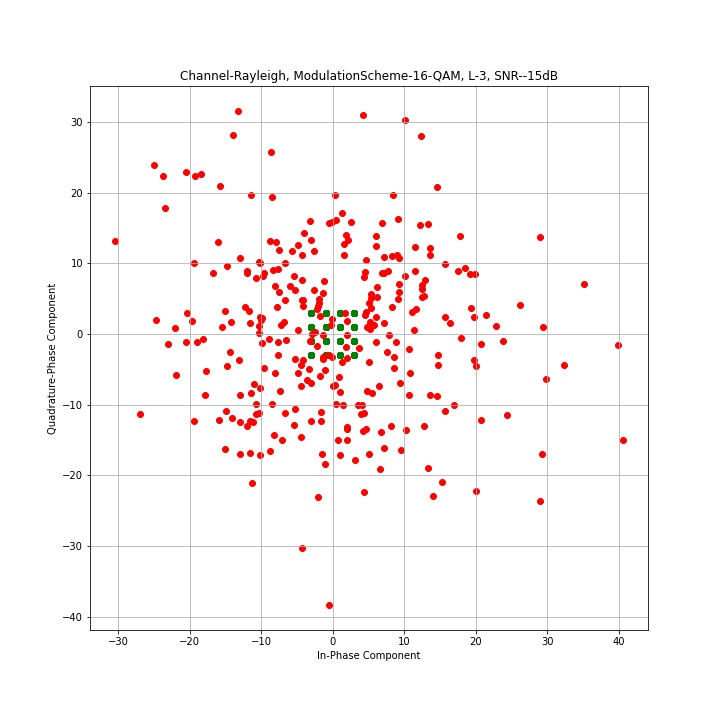 Channel-Rayleigh, ModulationScheme-16-QAM, L-3, SNR--15dB
30
20
10
0
−10
−20
−30
−40
Quadrature-Phase Component
−30 −20 −10 0 10 20 30 40
In-Phase Component